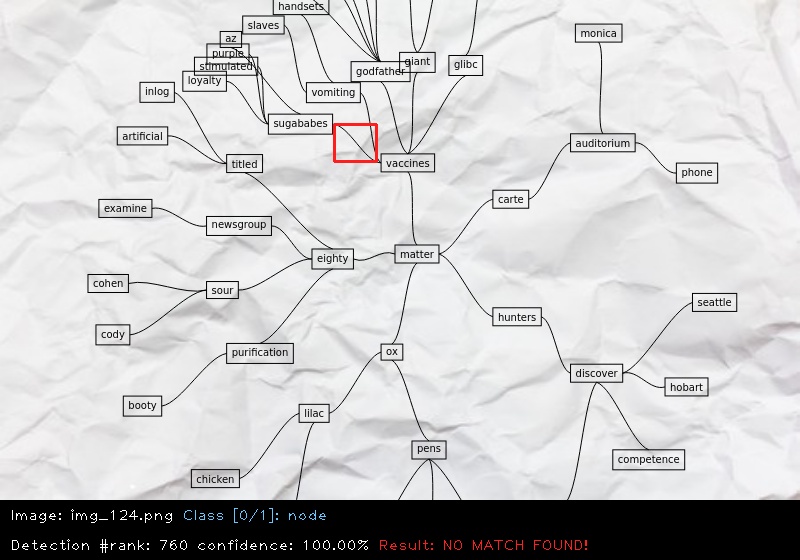 handsets
slaves
monica
az
purple
giant
stimulated
godfather
glibc
loyalty
inlog
vomiting
sugababes
artificial
auditorium
titled
vaccines
phone
carte
examine
newsgroup
matter
eighty
cohen
sour
seattle
hunters
cody
purification
ox
discover
hobart
booty
lilac
pens
competence
chicken
Image: img_124.png Class [0/1]: node
Detection #rank: 760 confidence: 100.00% Result: NO MATCH FOUND!